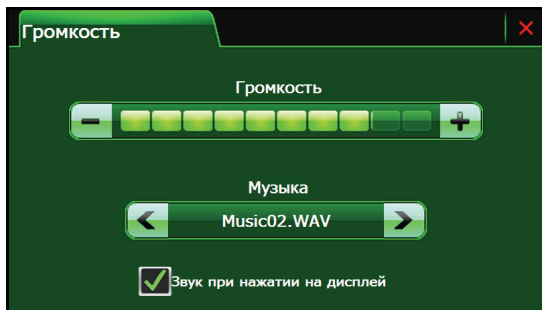 Громкость
Громкость
Музыка
Music02.WAV
Звук при нажатии на дисплей